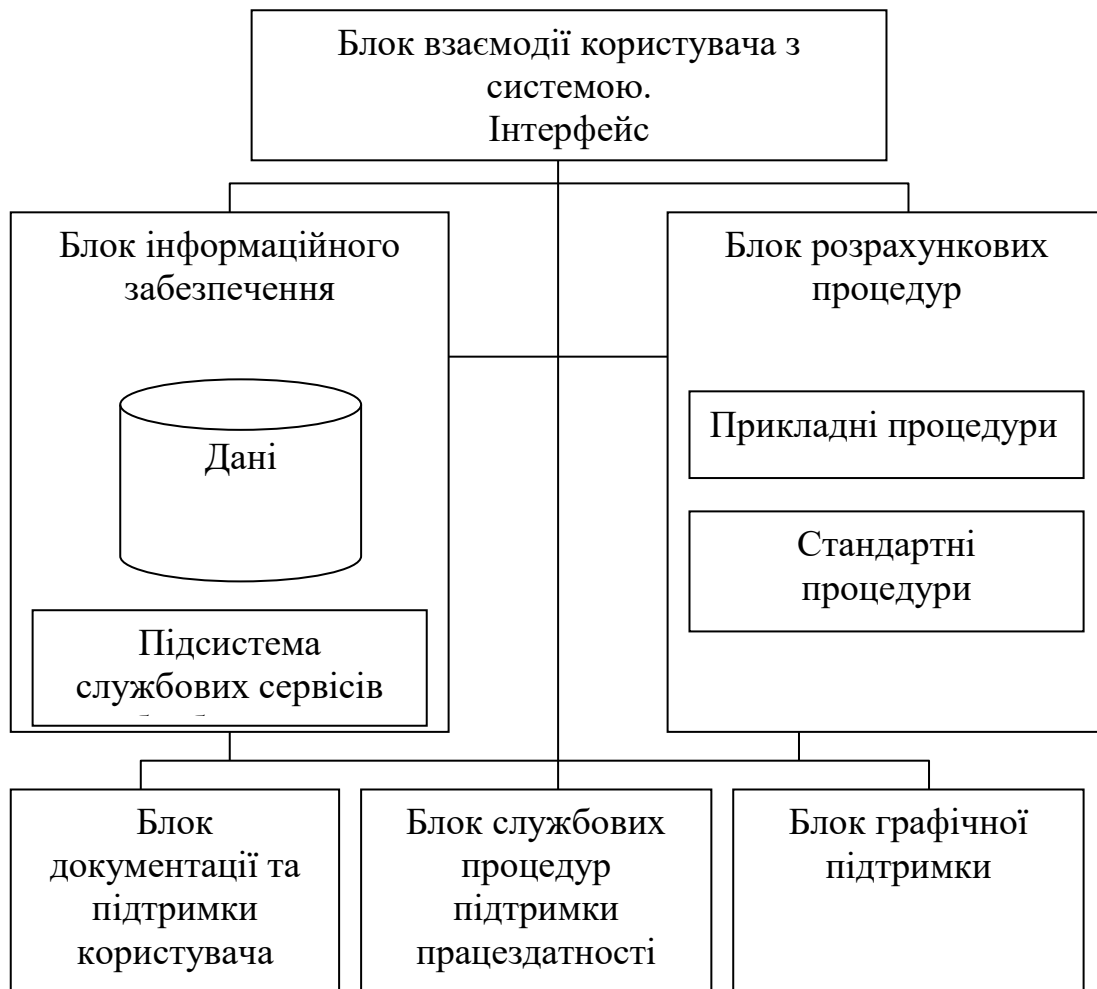 Блок взаємодії користувача з
системою.
Інтерфейс
Блок інформаційного
забезпечення
Дані
Підсистема
службових сервісів
Блок розрахункових
процедур
Прикладні процедури
Стандартні
процедури
Блок
документації та
підтримки
користувача
Блок службових
процедур
підтримки
працездатності
Блок графічної
підтримки